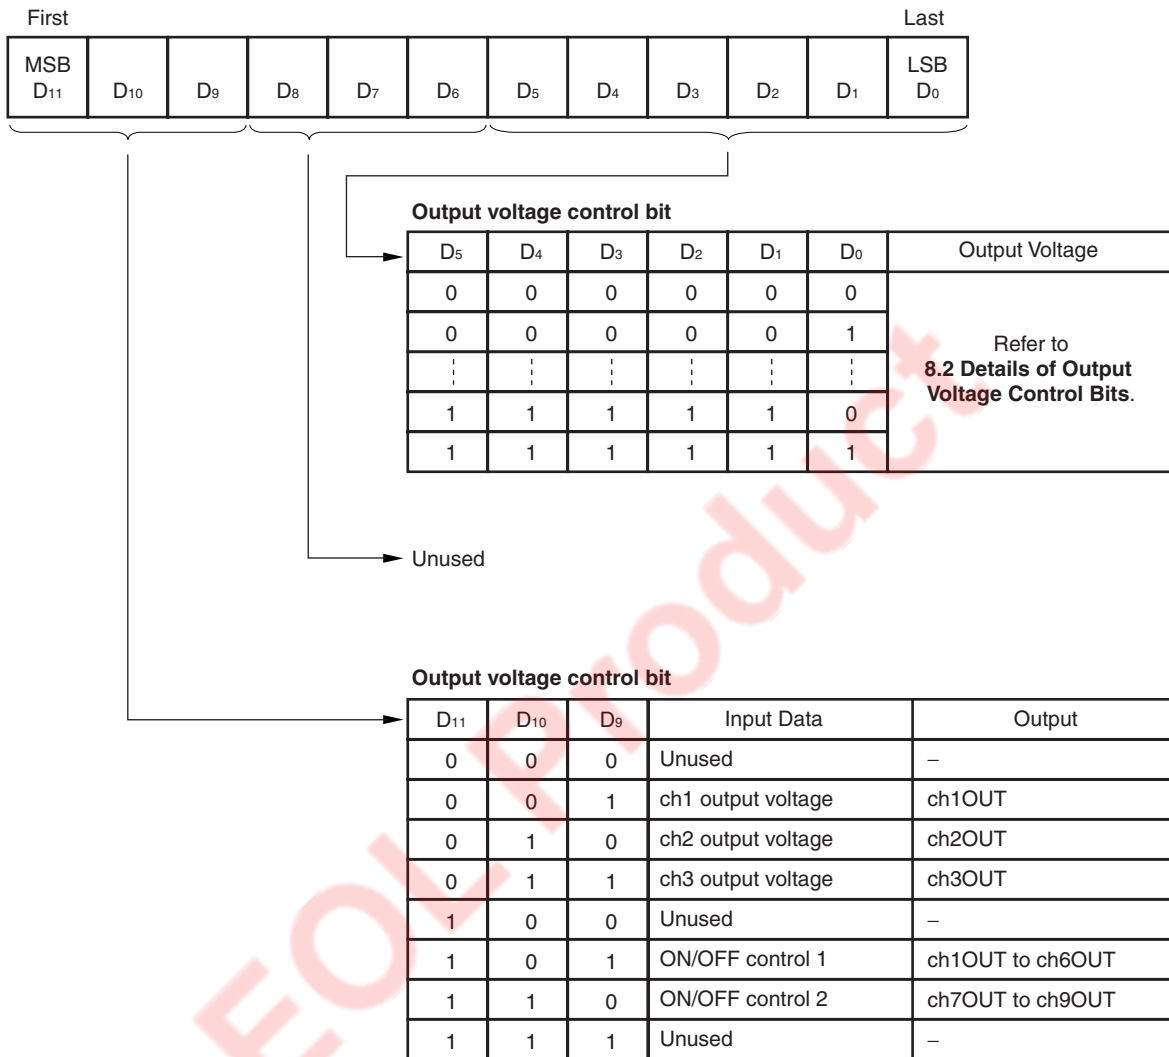 First Last
MSB LSB
D11 D10 D9 D8 D7 D6 D5 D4 D3 D2 D1 D0
Output voltage control bit
D5 D4 D3 D2 D1 D0 Output Voltage
0 0 0 0 0 0
0 0 0 0 0 1
Refer to
8.2 Details of Output
Voltage Control Bits.
1 1 1 1 1 0
1 1 1 1 1 1
Unused
Output voltage control bit
D11 D10 D9 Input Data Output
0 0 0 Unused –
0 0 1 ch1 output voltage ch1OUT
0 1 0 ch2 output voltage ch2OUT
0 1 1 ch3 output voltage ch3OUT
1 0 0 Unused –
1 0 1 ON/OFF control 1 ch1OUT to ch6OUT
1 1 0 ON/OFF control 2 ch7OUT to ch9OUT
1 1 1 Unused –
EOL Product